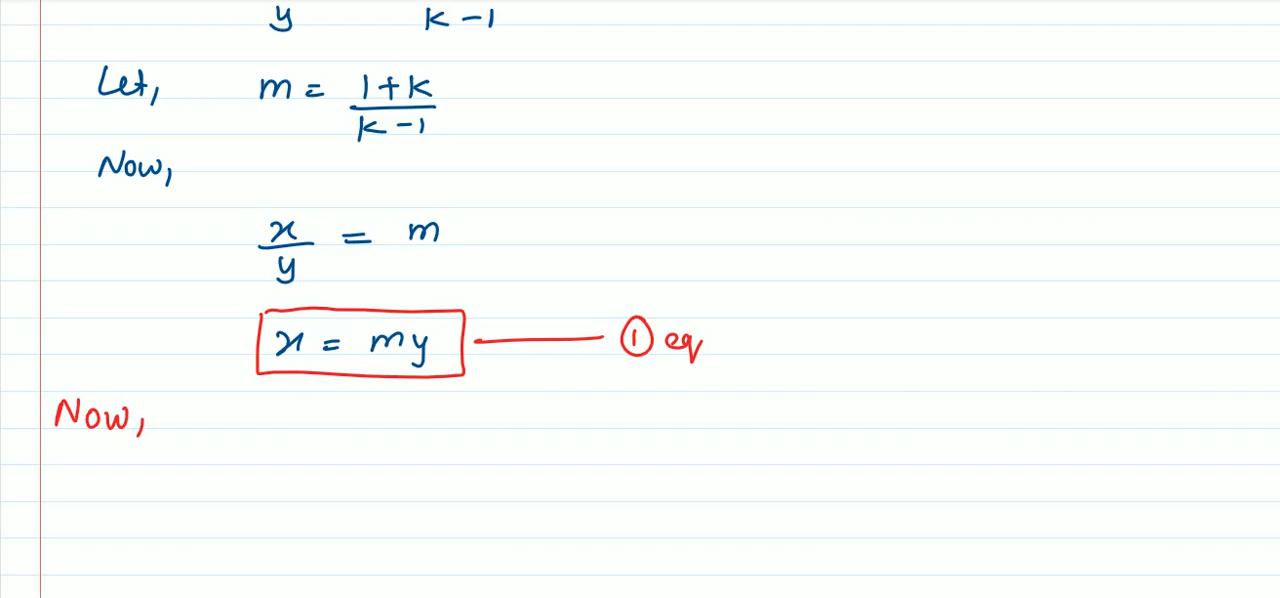 y k-1
Let, m = 1+k
k-1
Now,
x
y = m
x = my ① eq
Now,